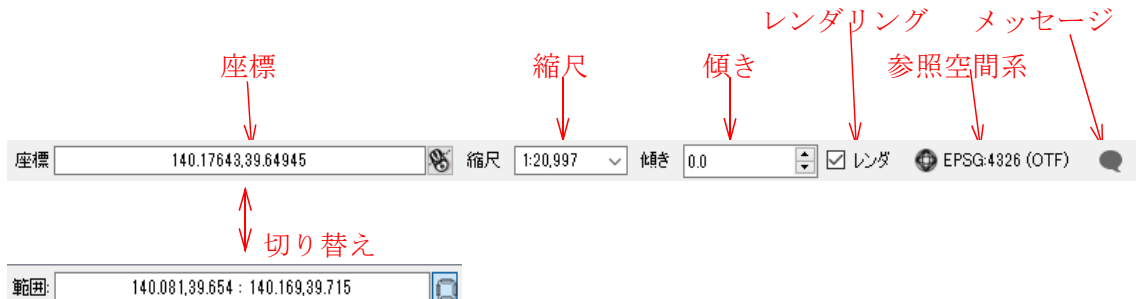 レンダリング メッセージ
座標 縮尺 傾き 参照空間系
座標 140.17643,39.64945 縮尺 1:20,997 傾き 0.0 レンダ EPSG:4326 (OTF)
切り替え
範囲: 140.081,39.654 : 140.169,39.715